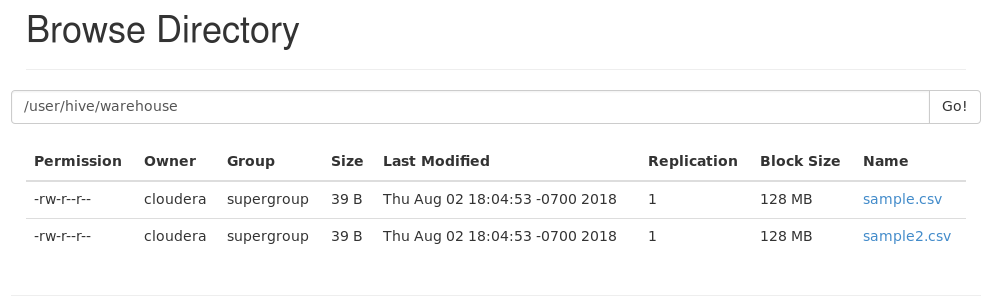 Browse Directory
/user/hive/warehouse Go!
Permission Owner Group Size Last Modified Replication Block Size Name
-rw-r--r-- cloudera supergroup 39 B Thu Aug 02 18:04:53 -0700 2018 1 128 MB sample.csv
-rw-r--r-- cloudera supergroup 39 B Thu Aug 02 18:04:53 -0700 2018 1 128 MB sample2.csv